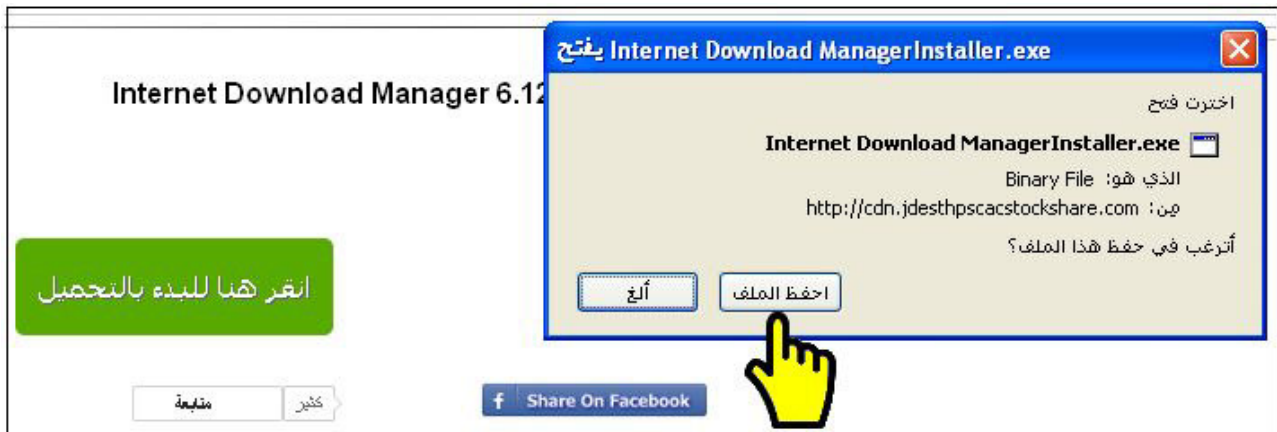 يفتح Internet Download ManagerInstaller.exe
Internet Download Manager 6.12
اخترت فتح
Internet Download ManagerInstaller.exe
الذي هو: Binary File
من: http://cdn.jdesthpscacstockshare.com
أترغب في حفظ هذا الملف؟
احفظ الملف
ألغ
انقر هنا للبدء بالتحميل
متابعة
كثير
f Share On Facebook